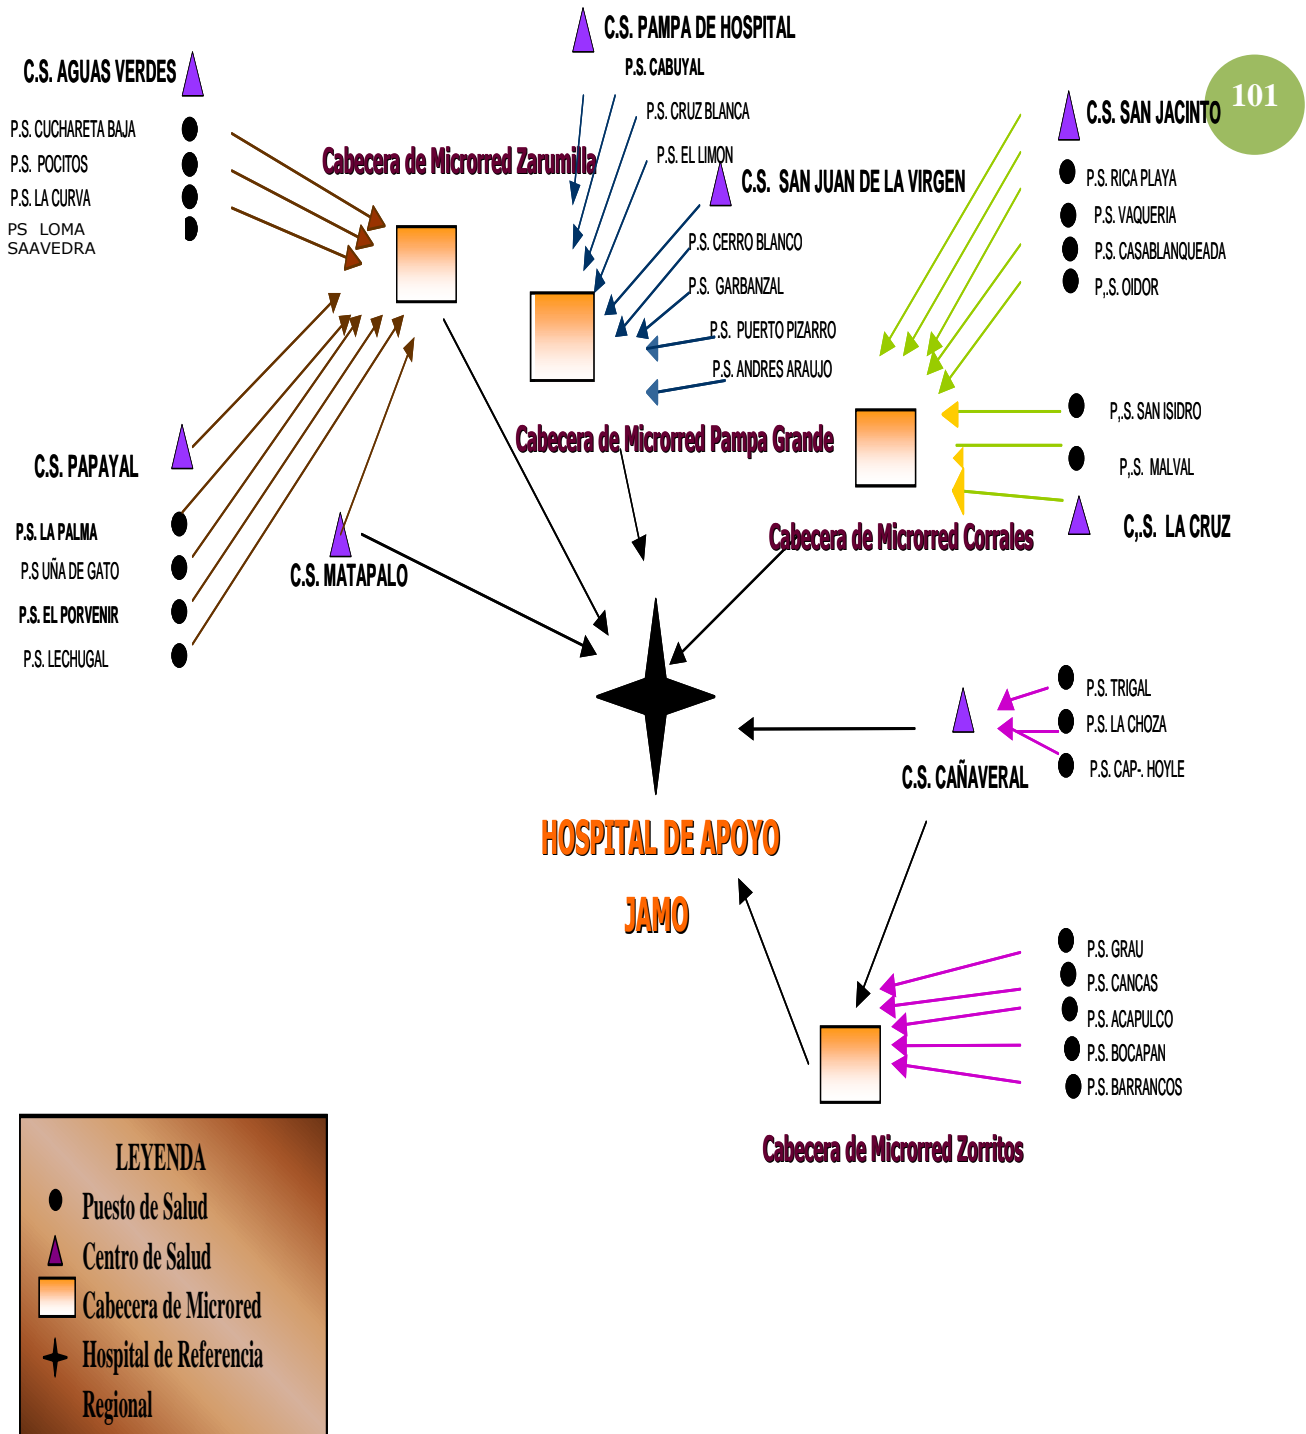 C.S. PAMPA DE HOSPITAL
P.S. CABUYAL
P.S. CRUZ BLANCA
P.S. EL LIMON
C.S. AGUAS VERDES
P.S. CUCHARETA BAJA
P.S. POCITOS
P.S. LA CURVA
PS LOMA
SAAVEDRA
Cabecera de Microrred Zarumilla
101
C.S. SAN JACINTO
P.S. RICA PLAYA
P.S. VAQUERIA
P.S. CASABLANQUEADA
P,.S. OIDOR
C.S. SAN JUAN DE LA VIRGEN
P.S. CERRO BLANCO
P.S. GARBANZAL
P.S. PUERTO PIZARRO
P.S. ANDRES ARAUJO
Cabecera de Microrred Pampa Grande
P,.S. SAN ISIDRO
P,.S. MALVAL
C,.S. LA CRUZ
Cabecera de Microrred Corrales
C.S. PAPAYAL
P.S. LA PALMA
P.S UÑA DE GATO
P.S. EL PORVENIR
P.S. LECHUGAL
C.S. MATAPALO
P.S. TRIGAL
P.S. LA CHOZA
P.S. CAP-. HOYLE
C.S. CAÑAVERAL
HOSPITAL DE APOYO
JAMO
P.S. GRAU
P.S. CANCAS
P.S. ACAPULCO
P.S. BOCAPAN
P.S. BARRANCOS
Cabecera de Microrred Zorritos
LEYENDA
Puesto de Salud
Centro de Salud
Cabecera de Microred
Hospital de Referencia
Regional